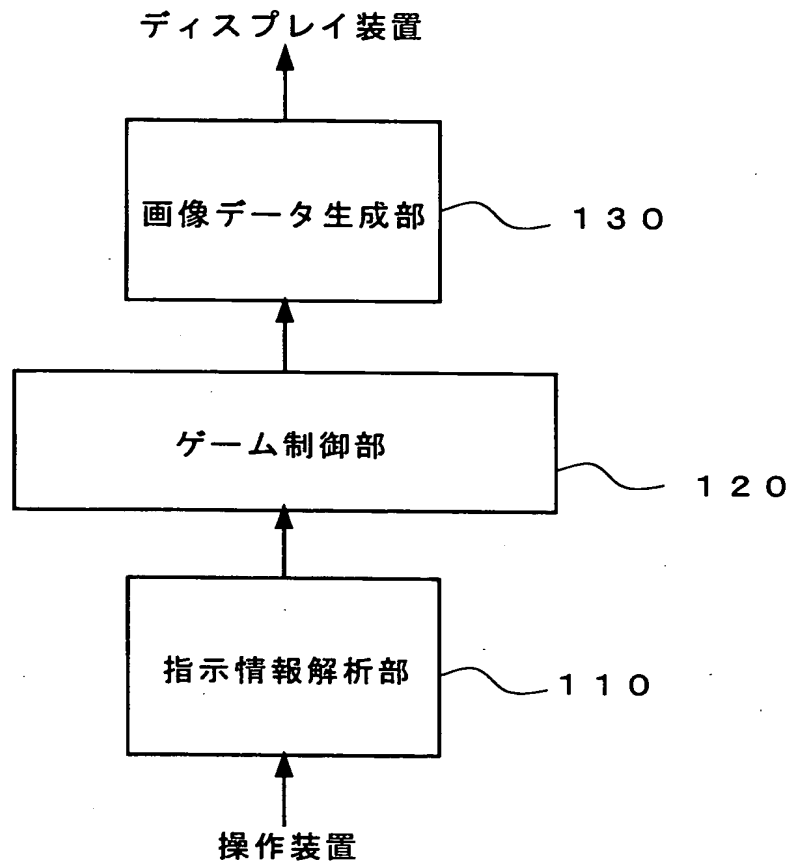 ディスプレイ装置
画像データ生成部
１３０
ゲーム制御部
１２０
指示情報解析部
１１０
操作装置